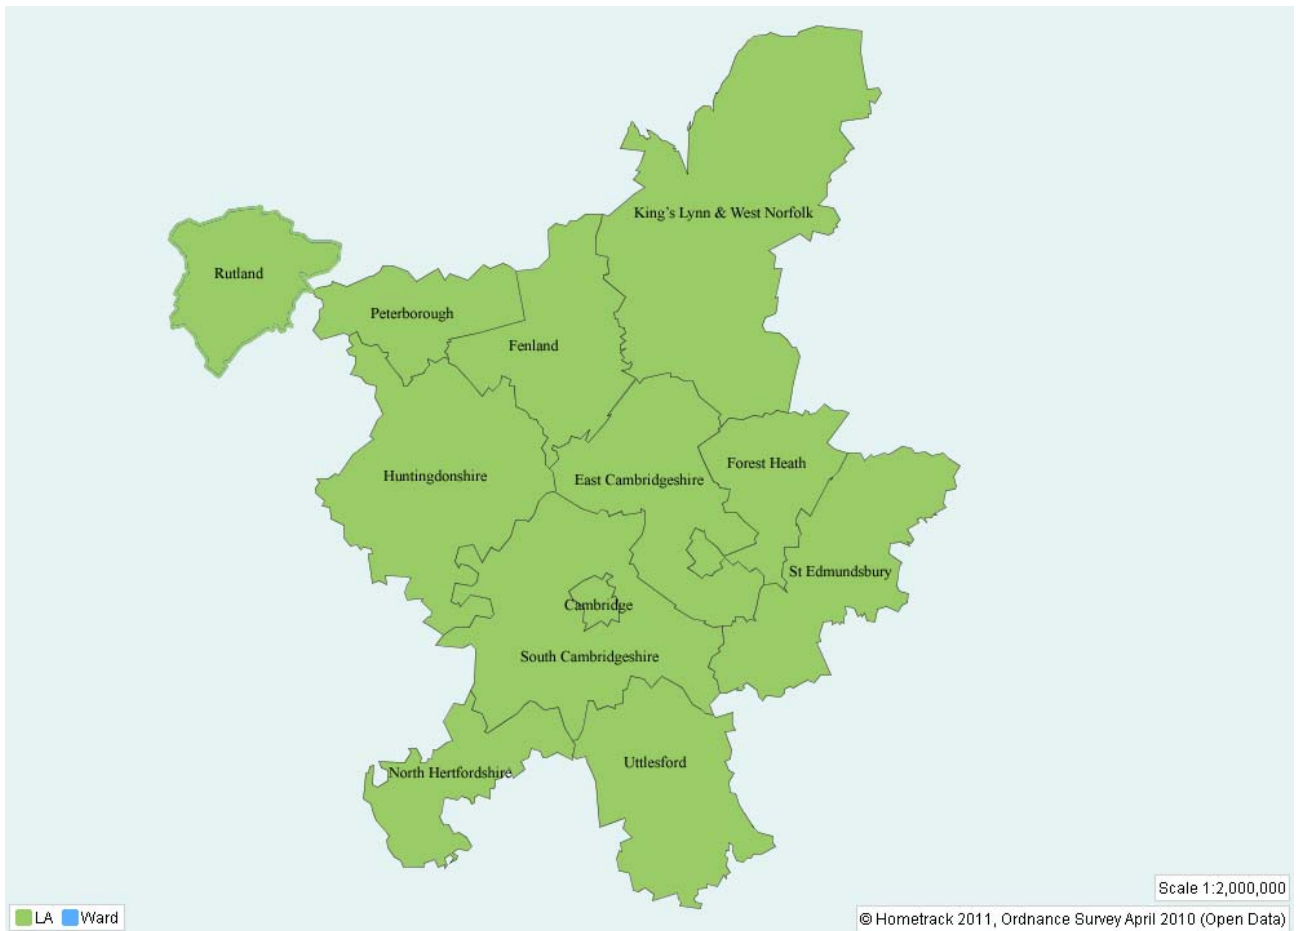 King's Lynn & West Norfolk
Rutland
Peterborough
Fenland
Forest Heath
Huntingdonshire
East Cambridgeshire
St Edmundsbury
Cambridge
South Cambridgeshire
Uttlesford
North Hertfordshire
Scale 1:2,000,000
LA Ward
© Hometrack 2011, Ordnance Survey April 2010 (Open Data)